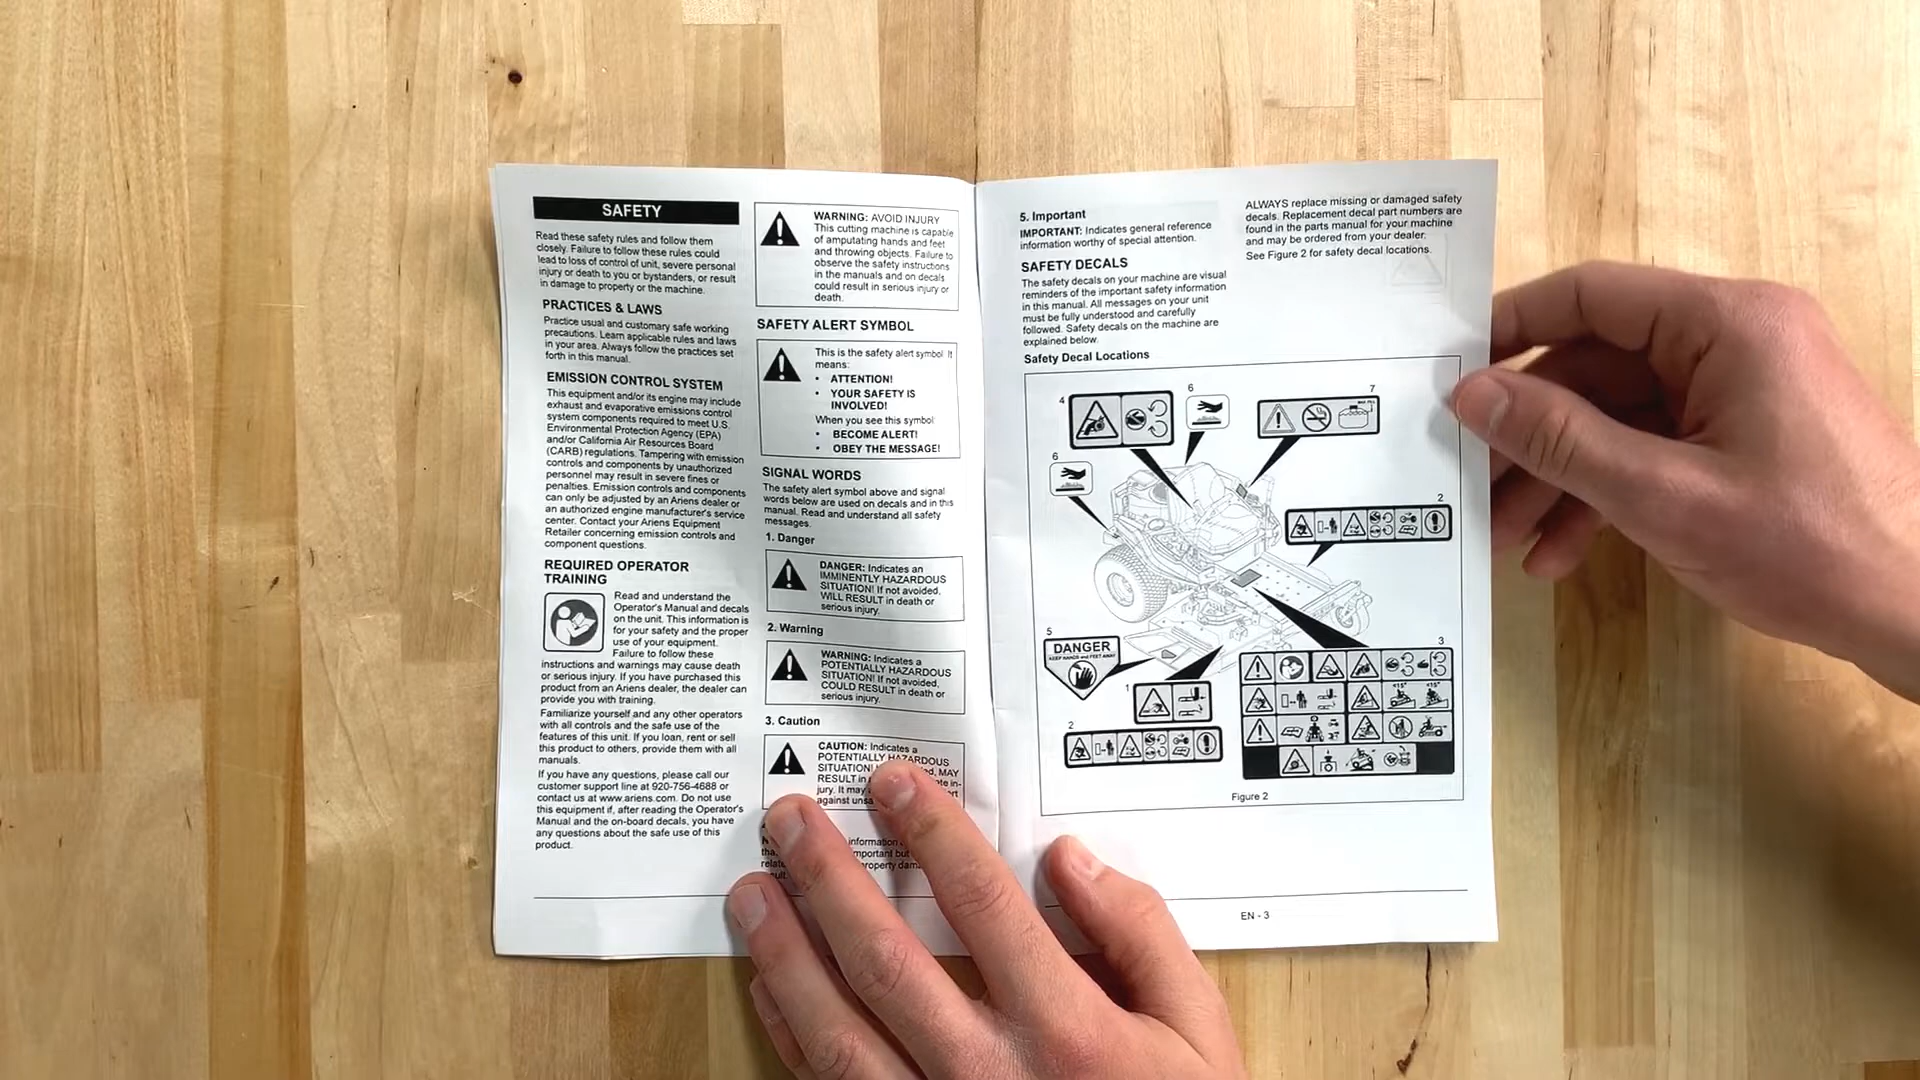 SAFETY
Read these safety rules and follow them
closely. Failure to follow these rules could
lead to loss of control of unit, severe personal
injury or death to you or bystanders, or result
in damage to property or the machine.
PRACTICES & LAWS
Practice usual and customary safe working
precautions. Learn applicable rules and laws
in your area. Always follow the practices set
forth in this manual.
EMISSION CONTROL SYSTEM
This equipment and/or its engine may include
exhaust and evaporative emissions control
system components required to meet U.S.
Environmental Protection Agency (EPA)
and/or California Air Resources Board
(CARB) regulations. Tampering with emission
controls and components by unauthorized
personnel may result in severe fines or
penalties. Emission controls and components
can only be adjusted by an Ariens dealer or
an authorized engine manufacturer's service
center. Contact your Ariens Equipment
Retailer concerning emission controls and
component questions.
REQUIRED OPERATOR
TRAINING
Read and understand the
Operator's Manual and decals
on the unit. This information is
for your safety and the proper
use of your equipment.
Failure to follow these
instructions and warnings may cause death
or serious injury. If you have purchased this
product from an Ariens dealer, the dealer can
provide you with training.
Familiarize yourself and any other operators
with all controls and the safe use of the
features of this unit. If you loan, rent or sell
this product to others, provide them with all
manuals.
If you have any questions, please call our
customer support line at 920-756-4688 or
contact us at www.ariens.com. Do not use
this equipment if, after reading the Operator's
Manual and the on-board decals, you have
any questions about the safe use of this
product.
WARNING: AVOID INJURY
This cutting machine is capable
of amputating hands and feet
and throwing objects. Failure to
observe the safety instructions
in the manuals and on decals
could result in serious injury or
death.
SAFETY ALERT SYMBOL
This is the safety alert symbol. It
means:
• ATTENTION!
• YOUR SAFETY IS
INVOLVED!
When you see this symbol:
• BECOME ALERT!
• OBEY THE MESSAGE!
SIGNAL WORDS
The safety alert symbol above and signal
words below are used on decals and in this
manual. Read and understand all safety
messages.
1. Danger
DANGER: Indicates an
IMMINENTLY HAZARDOUS
SITUATION! If not avoided,
WILL RESULT in death or
serious injury.
2. Warning
WARNING: Indicates a
POTENTIALLY HAZARDOUS
SITUATION! If not avoided,
COULD RESULT in death or
serious injury.
3. Caution
CAUTION: Indicates a
POTENTIALLY HAZARDOUS
SITUATION! MAY
RESULT in
jury. It may
against
information
important but
property
5. Important
IMPORTANT: Indicates general reference
information worthy of special attention.
SAFETY DECALS
The safety decals on your machine are visual
reminders of the important safety information
in this manual. All messages on your unit
must be fully understood and carefully
followed. Safety decals on the machine are
explained below.
ALWAYS replace missing or damaged safety
decals. Replacement decal part numbers are
found in the parts manual for your machine
and may be ordered from your dealer.
See Figure 2 for safety decal locations.
Safety Decal Locations
4
6
7
MAX FILL
6
2
5
DANGER
KEEP HANDS and FEET AWAY
3
1
<15° <15°
2
Figure 2
EN - 3